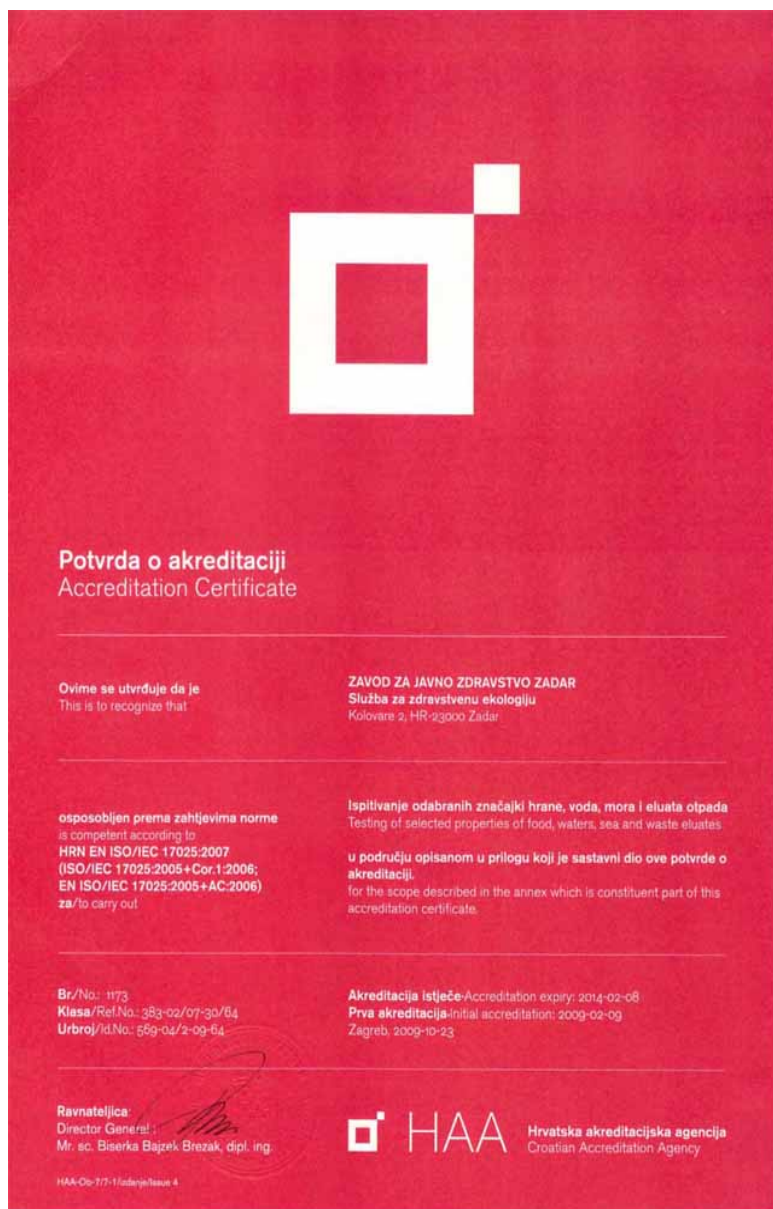 Potvrda o akreditaciji
Accreditation Certificate
Ovime se utvrđuje da je
This is to recognize that
ZAVOD ZA JAVNO ZDRAVSTVO ZADAR
Služba za zdravstvenu ekologiju
Kolovare 2, HR-23000 Zadar
osposobljen prema zahtjevima norme
is competent according to
HRN EN ISO/IEC 17025:2007
(ISO/IEC 17025:2005+Cor.1:2006;
EN ISO/IEC 17025:2005+AC:2006)
za/to carry out
Ispitivanje odabranih značajki hrane, voda, mora i eluata otpada
Testing of selected properties of food, waters, sea and waste eluates
u području opisanom u prilogu koji je sastavni dio ove potvrde o
akreditaciji.
for the scope described in the annex which is constituent part of this
accreditation certificate.
Br./No.: 1173
Klasa/Ref.No.: 383-02/07-30/64
Urbroj/Id.No.: 569-04/2-09-64
Akreditacija istječe-Accreditation expiry: 2014-02-08
Prva akreditacija-Initial accreditation: 2009-02-09
Zagreb, 2009-10-23
Ravnateljica:
Director General :
Mr. sc. Biserka Bajzek Brezak, dipl. ing.
HAA
Hrvatska akreditacijska agencija
Croatian Accreditation Agency
HAA-Ob-7/7-1/izdanje/Issue 4